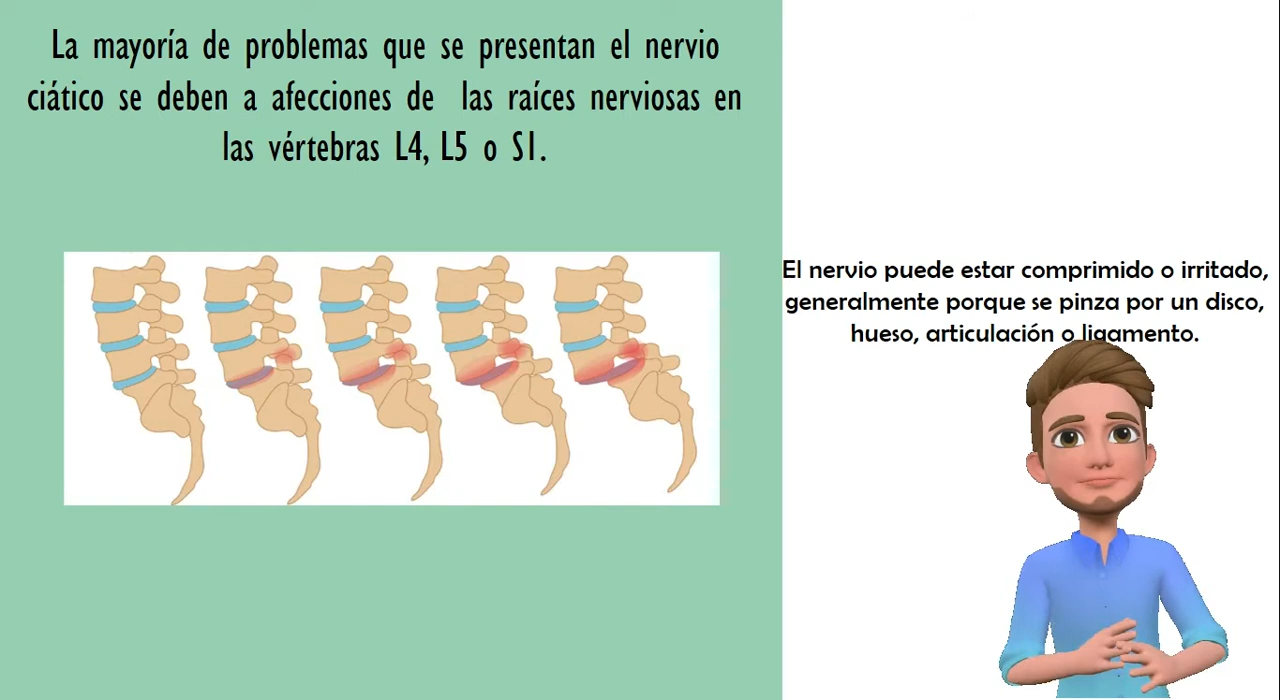 La mayoría de problemas que se presentan el nervio
ciático se deben a afecciones de las raíces nerviosas en
las vértebras L4, L5 o S1.
El nervio puede estar comprimido o irritado,
generalmente porque se pinza por un disco,
hueso, articulación o ligamento.